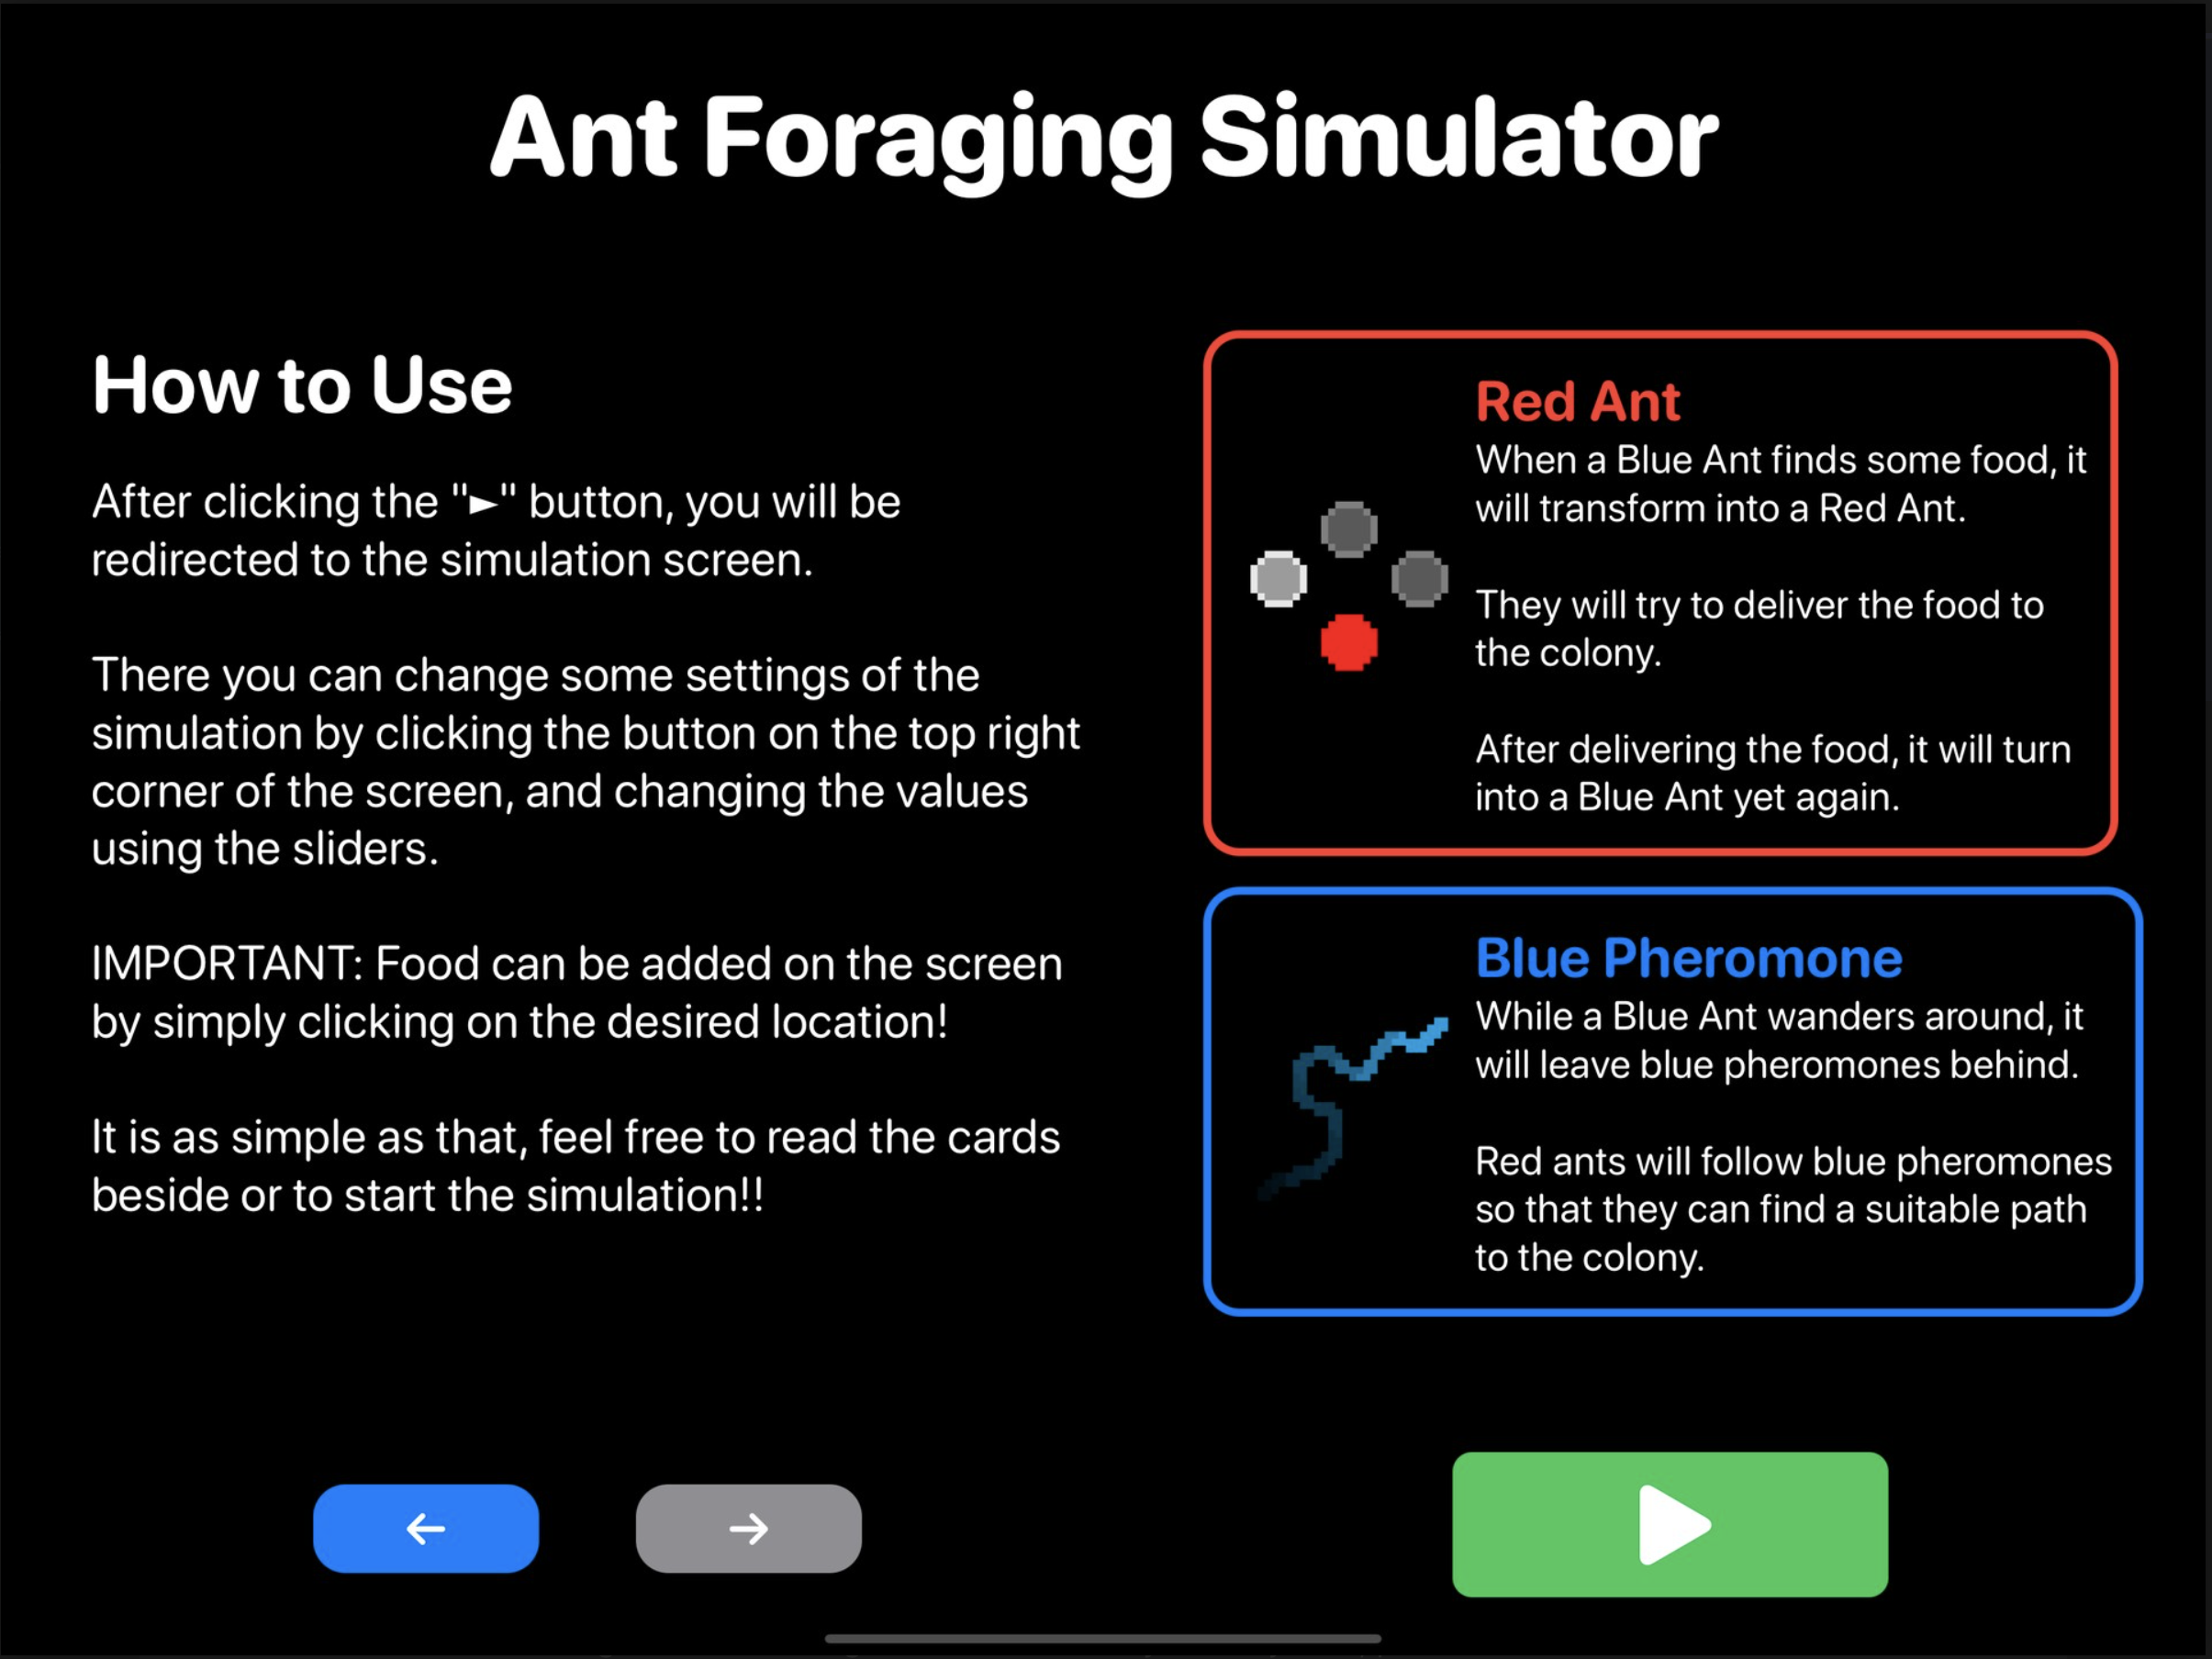 Ant Foraging Simulator
How to Use
After clicking the "►" button, you will be
redirected to the simulation screen.
There you can change some settings of the
simulation by clicking the button on the top right
corner of the screen, and changing the values
using the sliders.
IMPORTANT: Food can be added on the screen
by simply clicking on the desired location!
It is as simple as that, feel free to read the cards
beside or to start the simulation!!
Red Ant
When a Blue Ant finds some food, it
will transform into a Red Ant.
They will try to deliver the food to
the colony.
After delivering the food, it will turn
into a Blue Ant yet again.
Blue Pheromone
While a Blue Ant wanders around, it
will leave blue pheromones behind.
Red ants will follow blue pheromones
so that they can find a suitable path
to the colony.